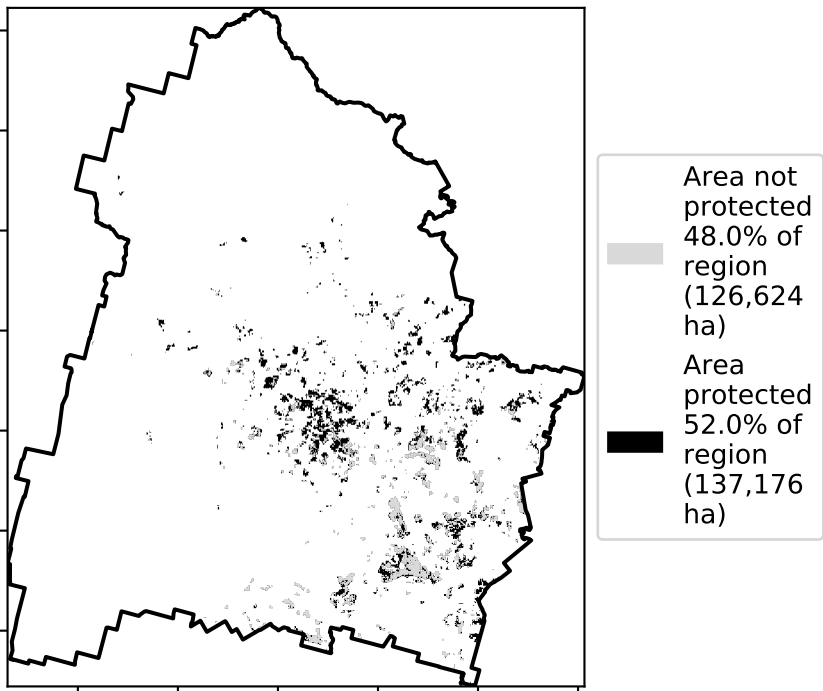 Area not
protected
48.0% of
region
(126,624
ha)
Area
protected
52.0% of
region
(137,176
ha)